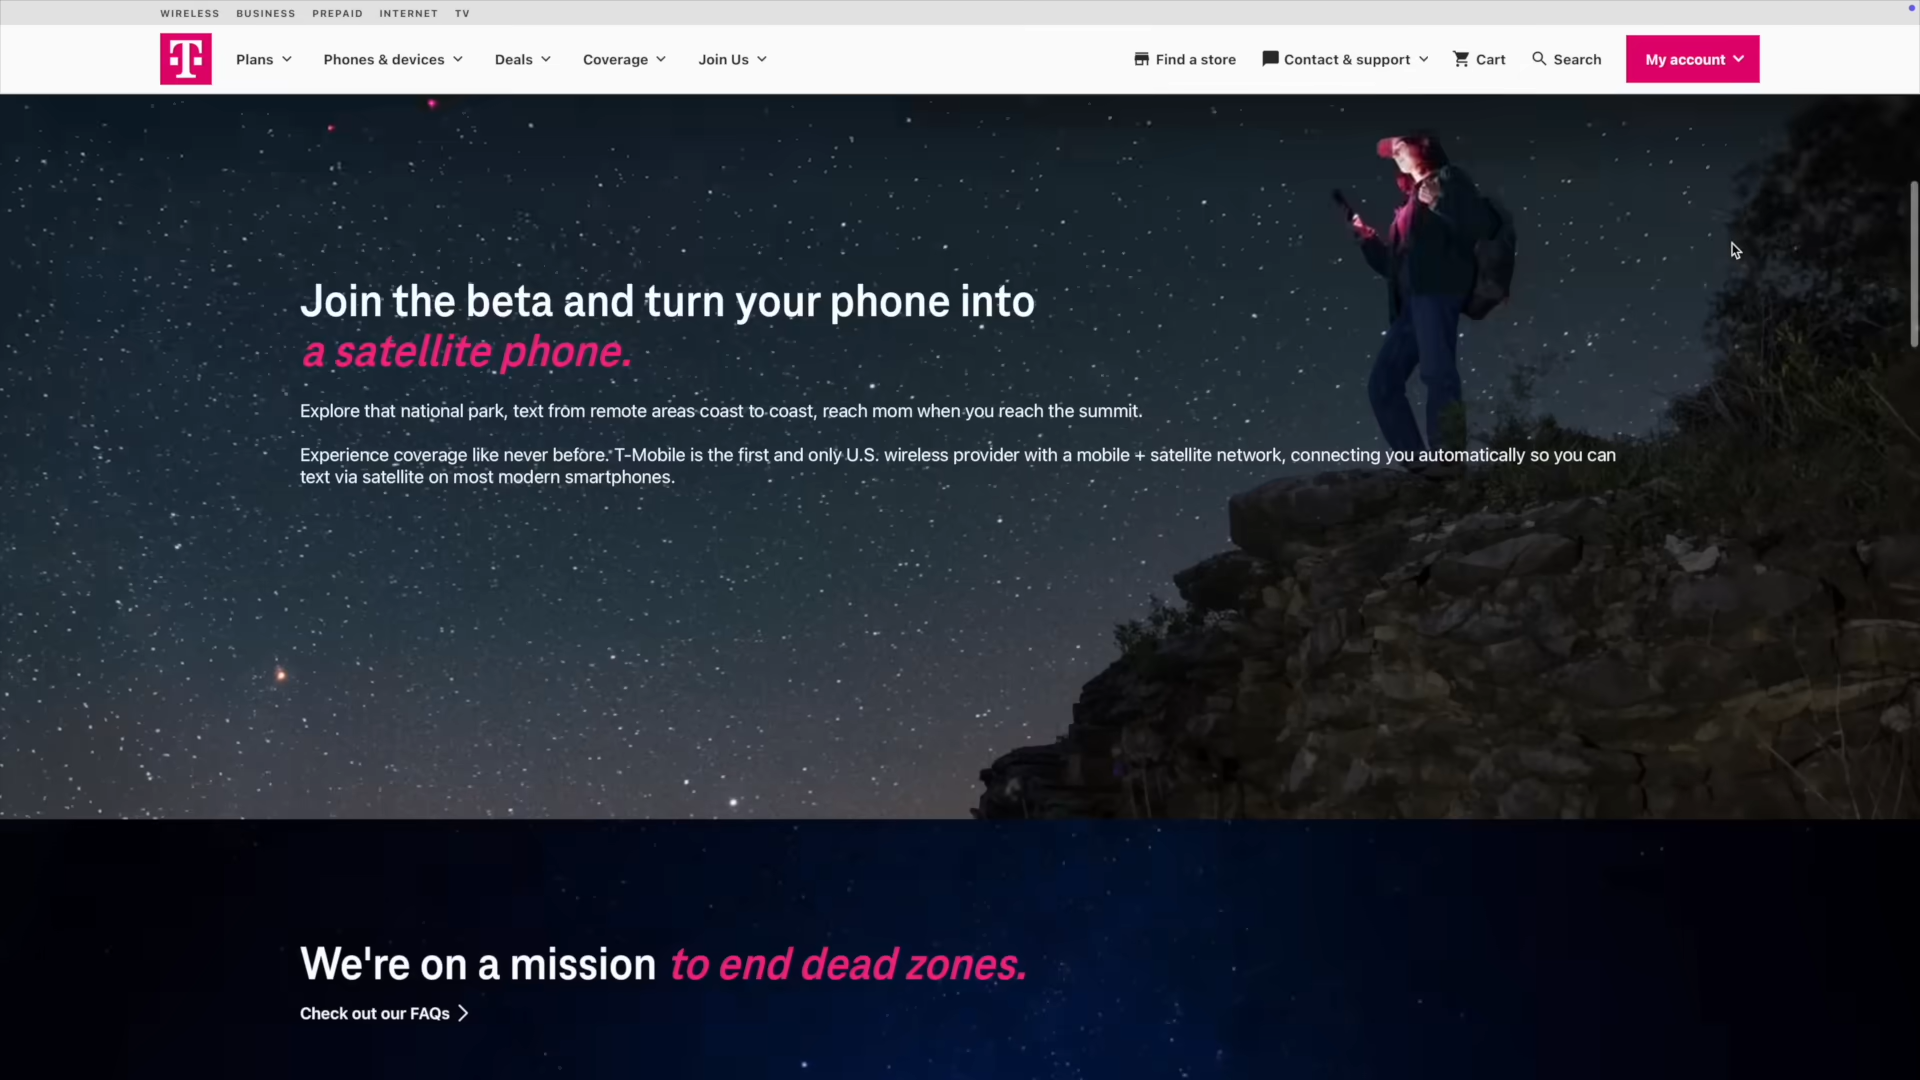 WIRELESS BUSINESS PREPAID INTERNET TV
T Plans Phones & devices Deals Coverage Join Us Find a store Contact & support Cart Search My account
Join the beta and turn your phone into
a satellite phone.
Explore that national park, text from remote areas coast to coast, reach mom when you reach the summit.
Experience coverage like never before. T-Mobile is the first and only U.S. wireless provider with a mobile + satellite network, connecting you automatically so you can
text via satellite on most modern smartphones.
We're on a mission to end dead zones.
Check out our FAQs